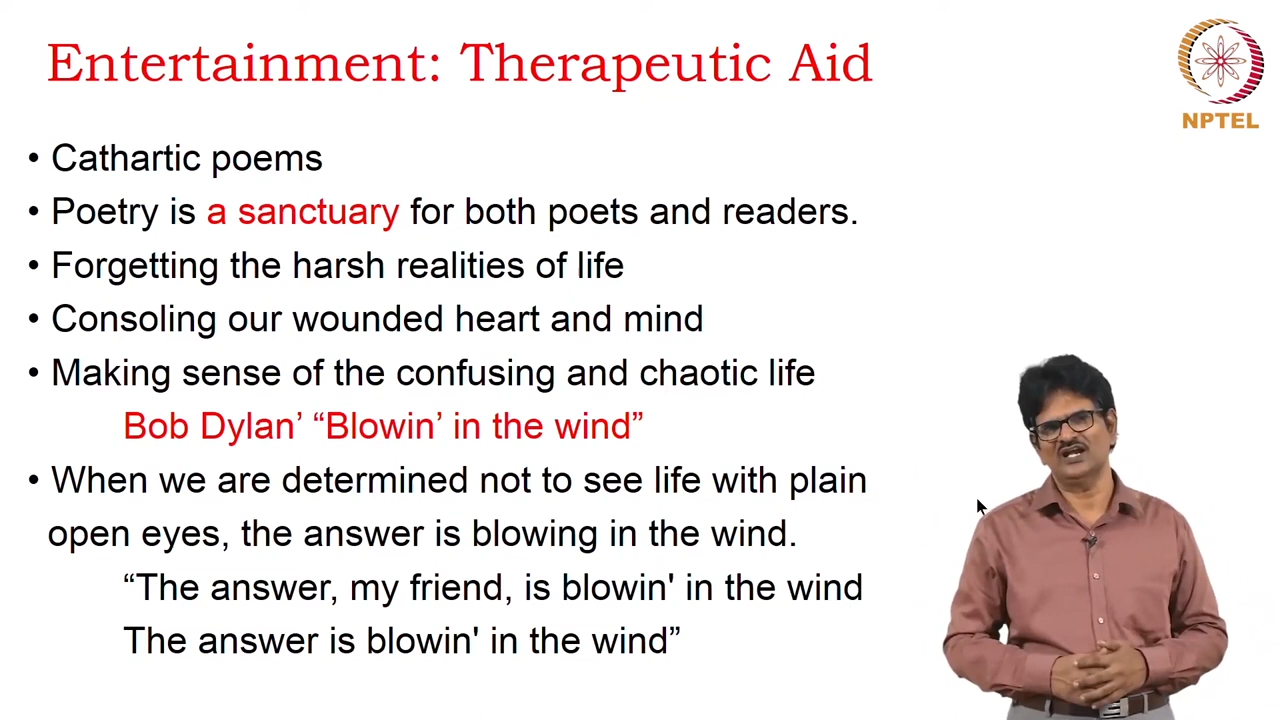 Entertainment: Therapeutic Aid
NPTEL
• Cathartic poems
• Poetry is a sanctuary for both poets and readers.
• Forgetting the harsh realities of life
• Consoling our wounded heart and mind
• Making sense of the confusing and chaotic life
Bob Dylan’ “Blowin’ in the wind”
• When we are determined not to see life with plain
open eyes, the answer is blowing in the wind.
“The answer, my friend, is blowin' in the wind
The answer is blowin' in the wind”